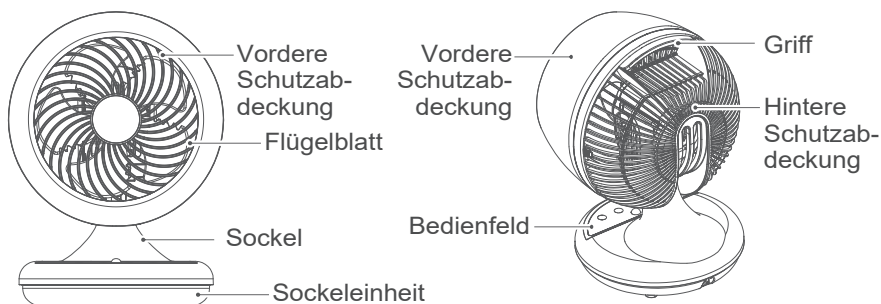 Vordere
Schutzab-
deckung
Flügelblatt
Sockel
Sockeleinheit
Vordere
Schutzab-
deckung
Bedienfeld
Griff
Hintere
Schutzab-
deckung